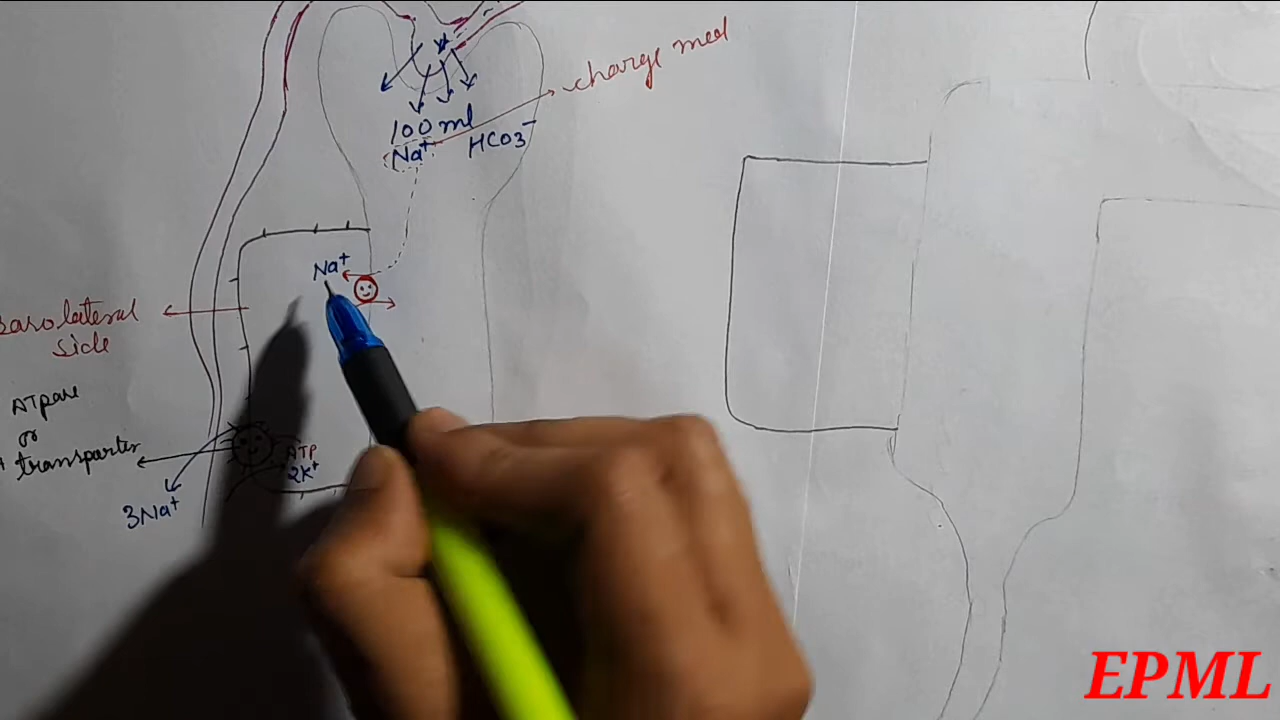 charge med
100 ml
Na⁺ HCO3⁻
Na⁺
basolateral
side
ATpase
or
transporter
ATP
2K⁺
3Na⁺
EPML